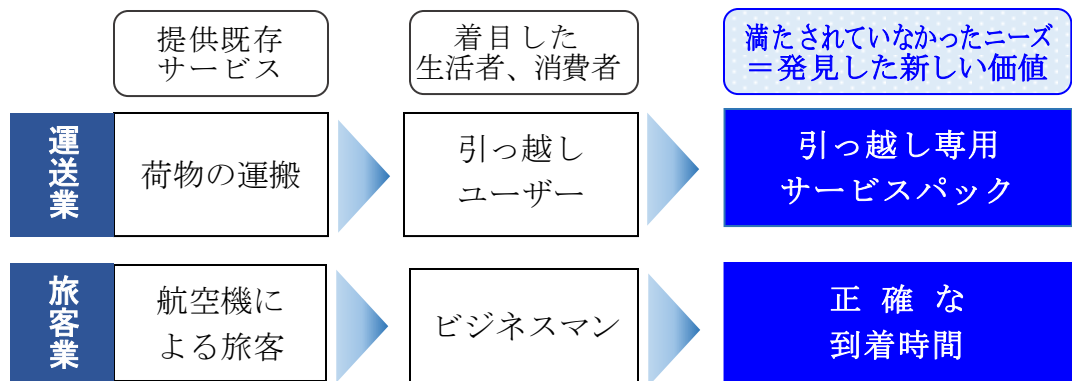 提供既存
サービス
着目した
生活者、消費者
満たされていなかったニーズ
＝発見した新しい価値
運送業
荷物の運搬
引っ越し
ユーザー
引っ越し専用
サービスパック
旅客業
航空機に
よる旅客
ビジネスマン
正確な
到着時間